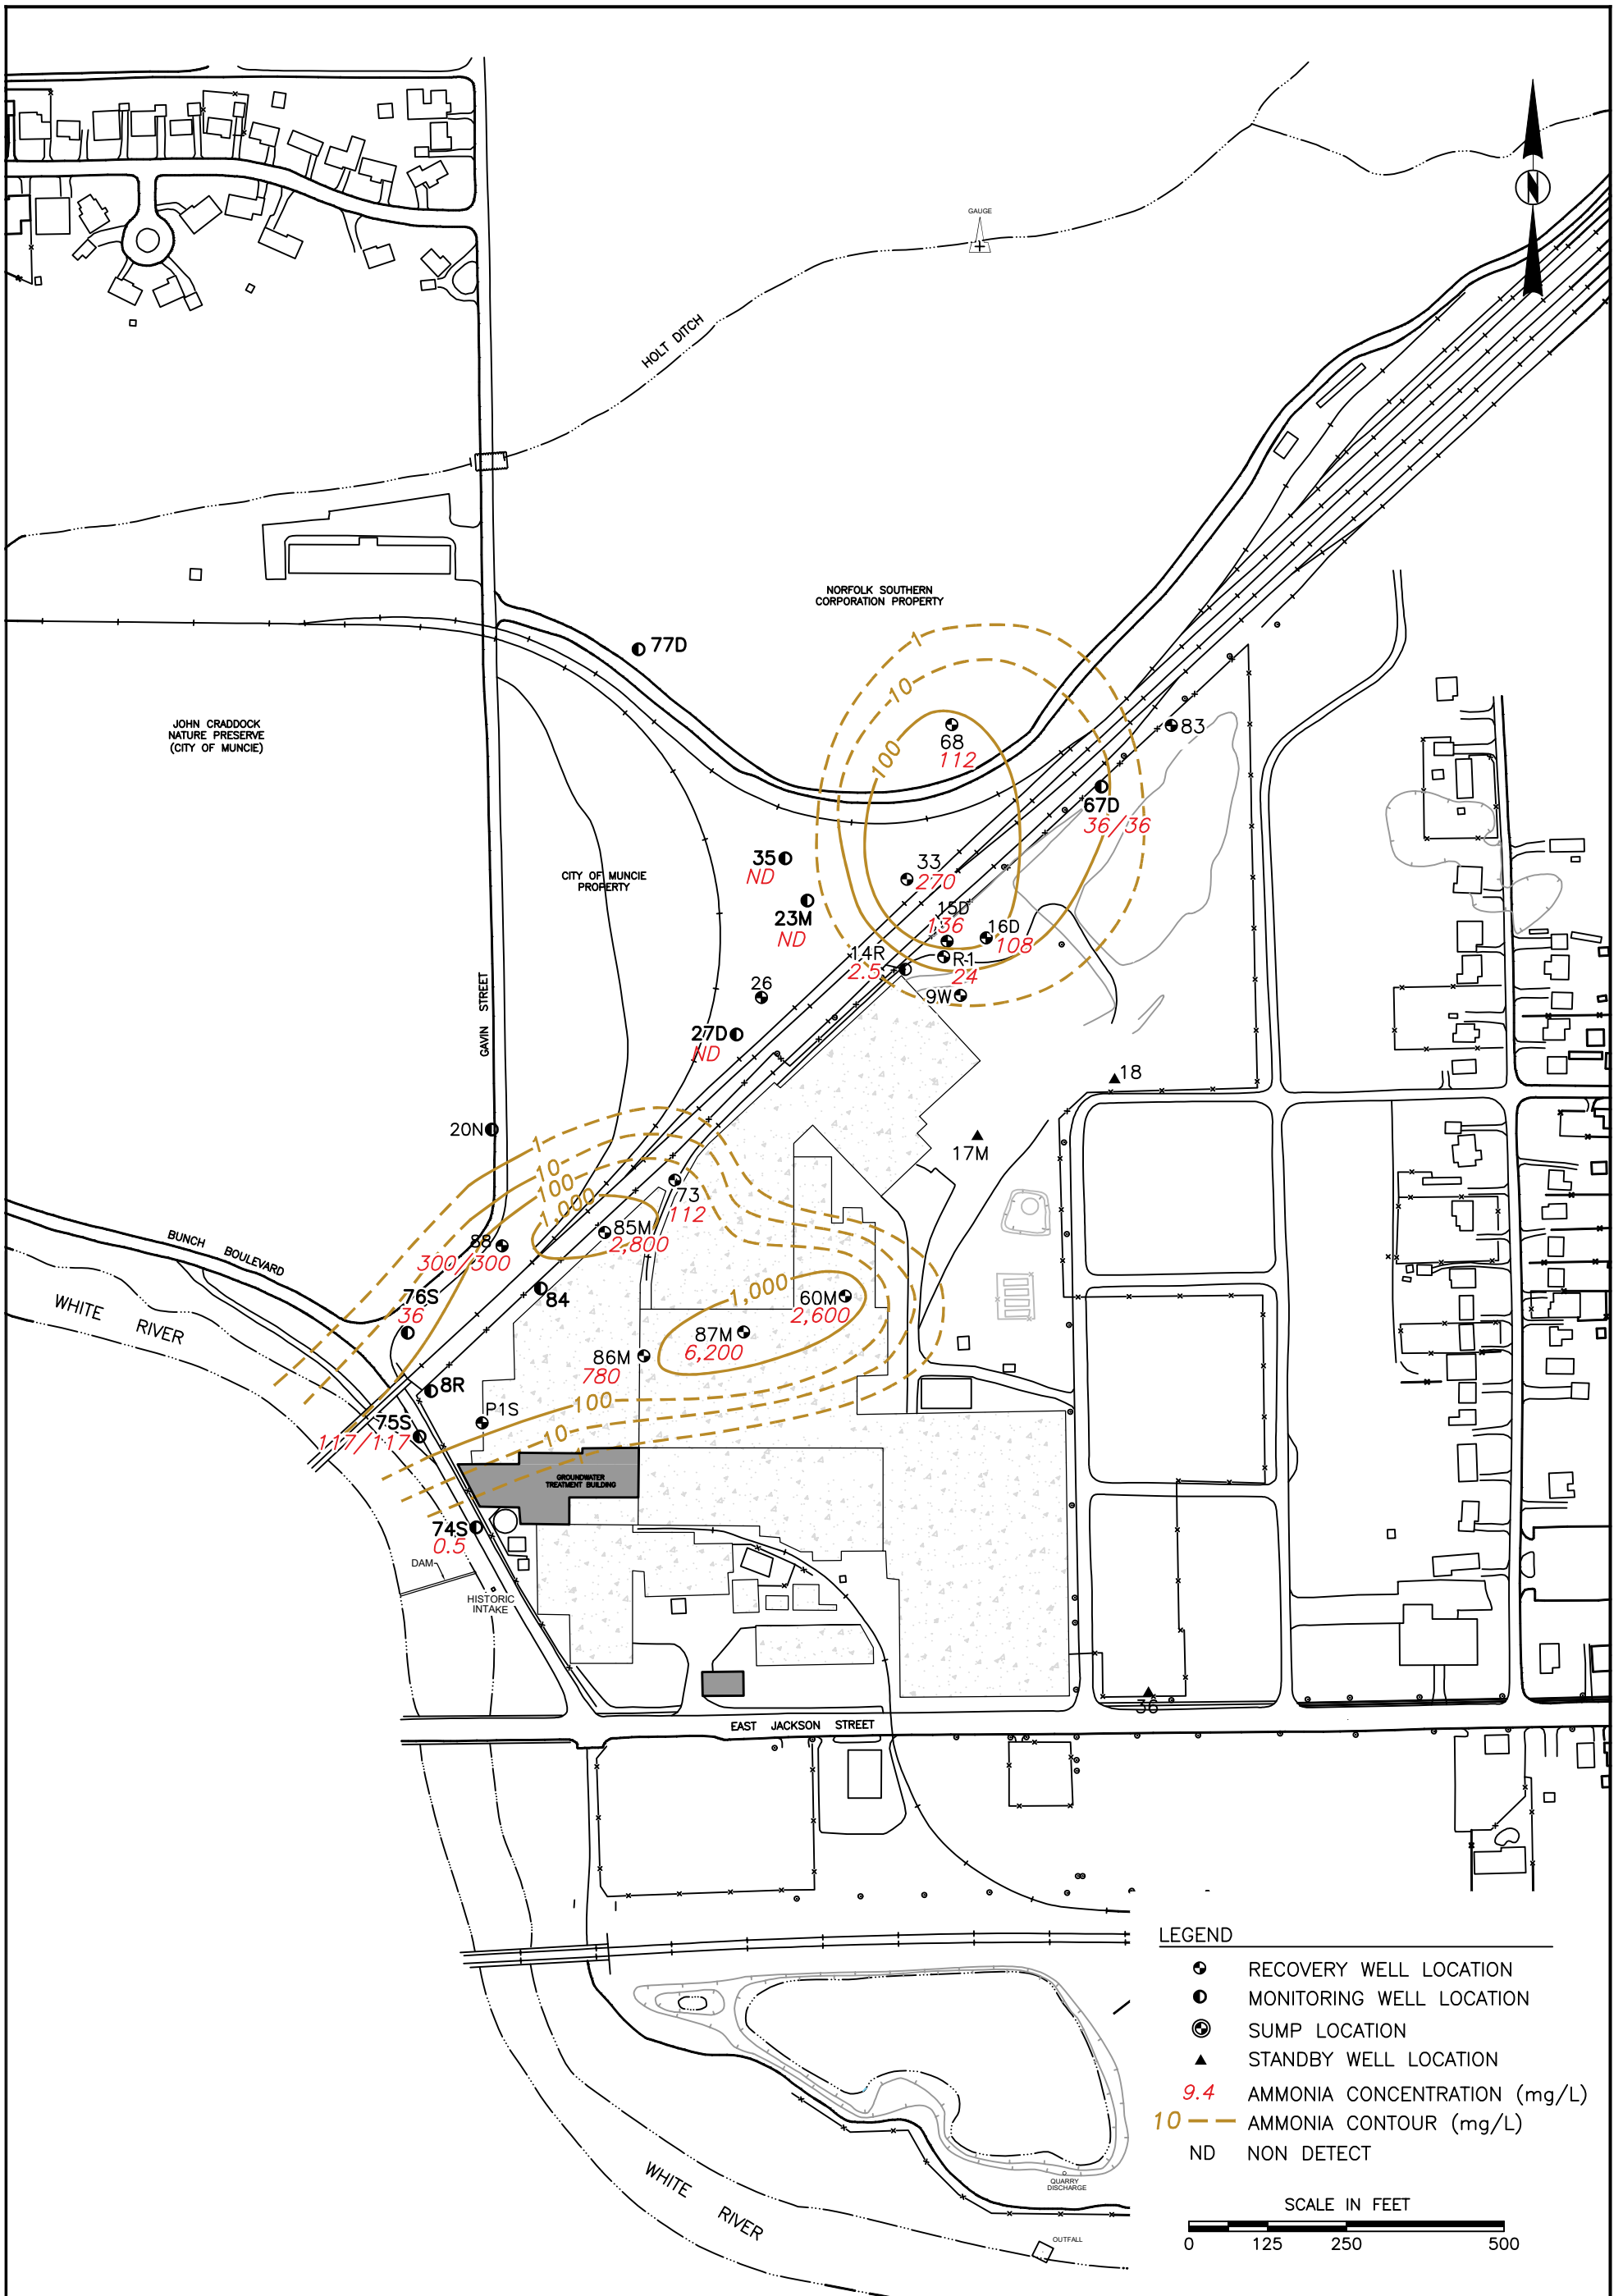 GAUGE
N
HOLT DITCH
NORFOLK SOUTHERN
CORPORATION PROPERTY
JOHN CRADDOCK
NATURE PRESERVE
(CITY OF MUNCIE)
CITY OF MUNCIE
PROPERTY
GAVIN STREET
77D
1
10
100
68
112
83
67D
36/36
35
ND
33
270
23M
ND
15D
136
16D
108
14R
2.5
R1
24
26
9W
27D
ND
18
20N
17M
1
10
100
1,000
73
112
85M
2,800
88
300/300
BUNCH BOULEVARD
WHITE RIVER
76S
36
84
1,000
60M
2,600
87M
6,200
86M
780
8R
100
P1S
75S
117/117
10
1
GROUNDWATER
TREATMENT BUILDING
74S
0.5
DAM
HISTORIC
INTAKE
36
EAST JACKSON STREET
WHITE RIVER
QUARRY
DISCHARGE
OUTFALL
LEGEND
RECOVERY WELL LOCATION
MONITORING WELL LOCATION
SUMP LOCATION
STANDBY WELL LOCATION
9.4 AMMONIA CONCENTRATION (mg/L)
10 AMMONIA CONTOUR (mg/L)
ND NON DETECT
SCALE IN FEET
0 125 250 500